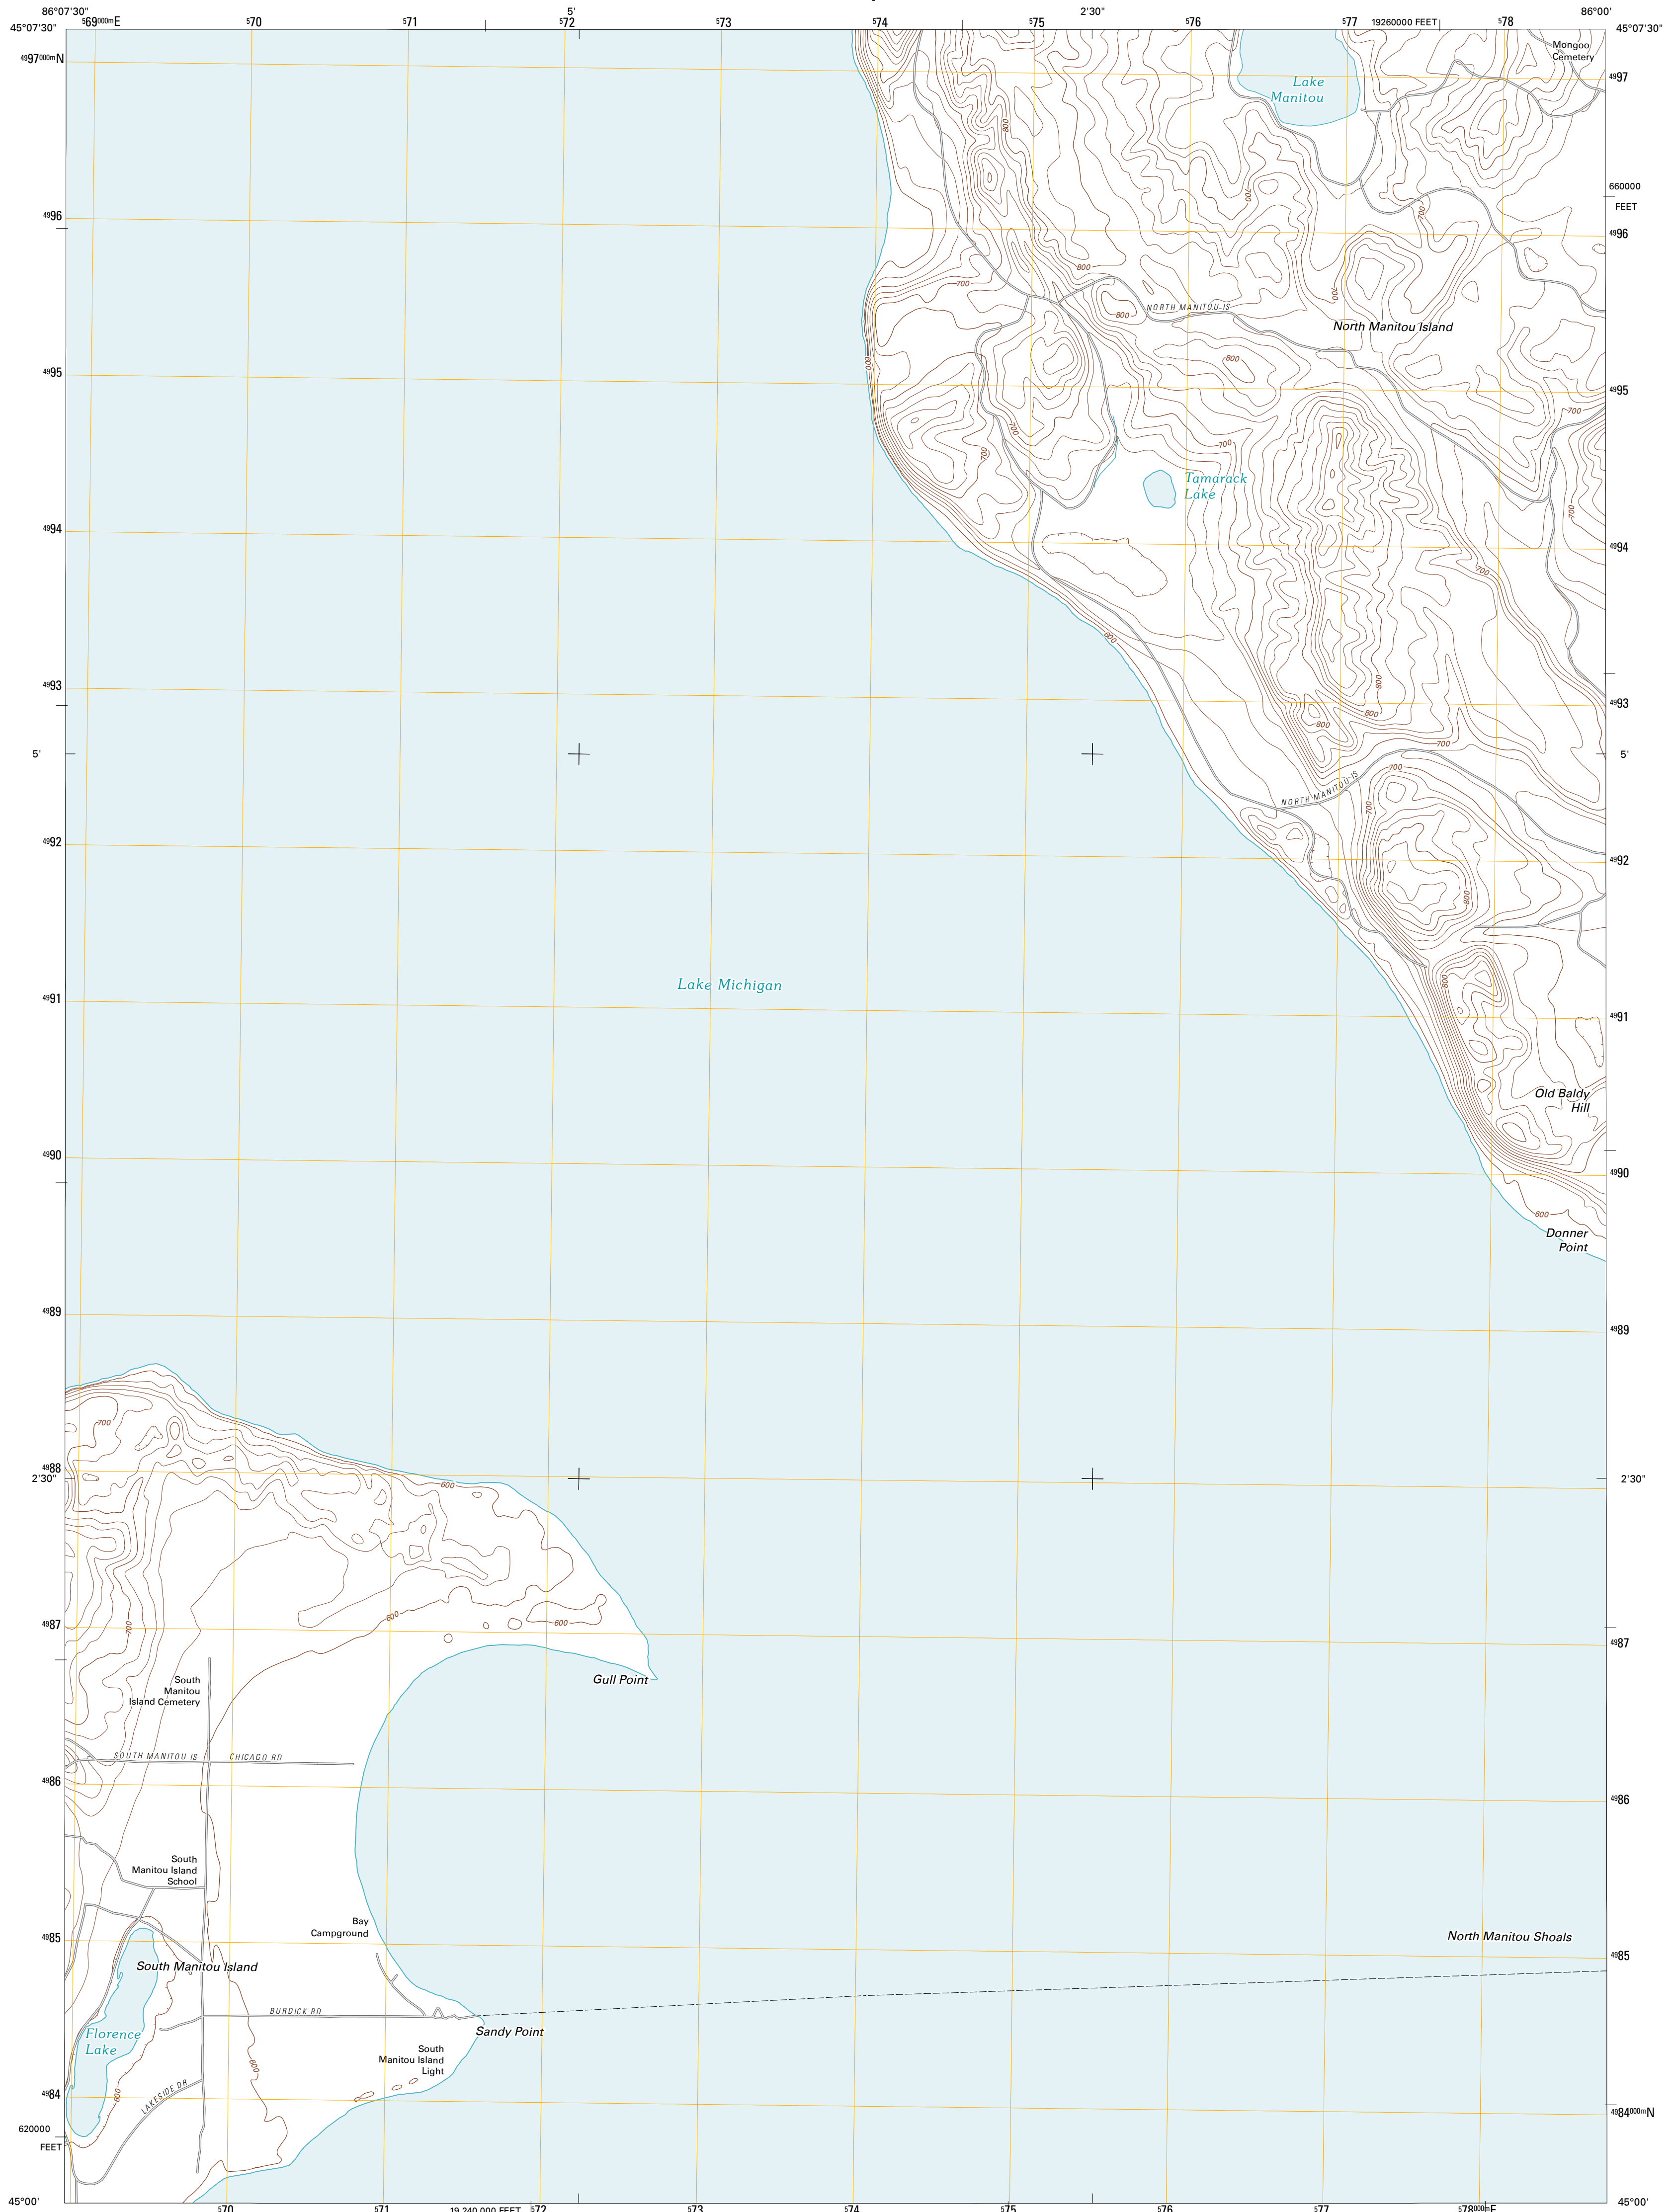 86°07'30"
569000mE
570
571
5'
572
573
574
575
2'30"
576
577
19260000 FEET
578
86°00'
45°07'30"
45°07'30"
4997000mN
4997
Mongoo
Cemetery
Lake
Manitou
800
700
660000
FEET
700
4996
4996
800
700
700
NORTH MANITOU IS
800
North Manitou Island
600
800
4995
4995
700
700
700
700
Tamarack
Lake
700
4994
4994
700
600
4993
800
4993
800
800
700
5'
5'
700
NORTH MANITOU IS
700
4992
4992
800
Lake Michigan
800
4991
4991
Old Baldy
Hill
4990
4990
600
Donner
Point
4989
4989
700
4988
2'30"
600
2'30"
600
600
4987
700
4987
South
Manitou
Island Cemetery
Gull Point
SOUTH MANITOU IS
CHICAGO RD
4986
4986
South
Manitou Island
School
Bay
Campground
4985
North Manitou Shoals
4985
South Manitou Island
BURDICK RD
Sandy Point
Florence
Lake
South
Manitou Island
Light
600
600
LAKESIDE DR
4984
4984000mN
620000
FEET
45°00'
570
571
19 240 000 FEET
572
573
574
575
576
577
578000mE
45°00'